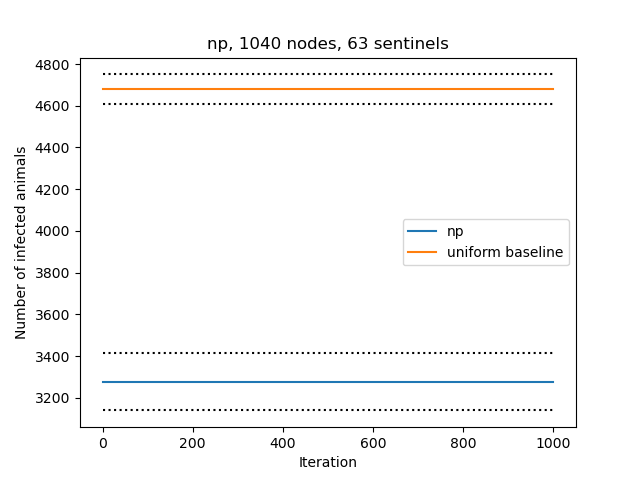 np, 1040 nodes, 63 sentinels
4800
4600
4400
4200
4000
3800
3600
3400
3200
Number of infected animals
np
uniform baseline
0 200 400 600 800 1000
Iteration